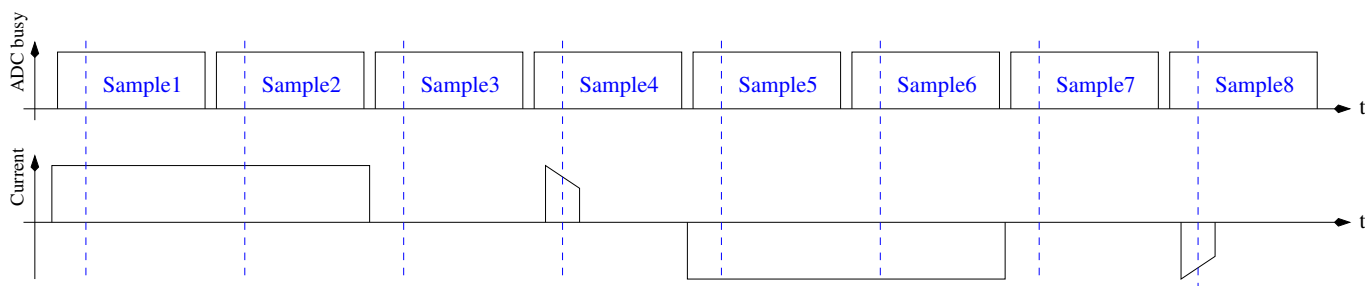 ADC busy
Sample1 Sample2 Sample3 Sample4 Sample5 Sample6 Sample7 Sample8
t
Current
t